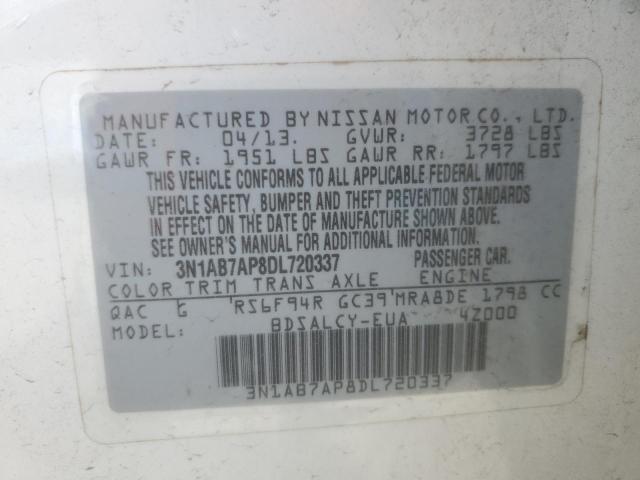 MANUFACTURED BY NISSAN MOTOR CO., LTD.
DATE: 04/13. GVWR: 3728 LBS
GAWR FR: 1951 LBS GAWR RR: 1797 LBS
THIS VEHICLE CONFORMS TO ALL APPLICABLE FEDERAL MOTOR
VEHICLE SAFETY, BUMPER AND THEFT PREVENTION STANDARDS
IN EFFECT ON THE DATE OF MANUFACTURE SHOWN ABOVE.
SEE OWNER'S MANUAL FOR ADDITIONAL INFORMATION.
VIN: 3N1AB7AP8DL720337 PASSENGER CAR.
COLOR TRIM TRANS AXLE ENGINE
QAC G RS6F94R GC39 MRA8DE 1798 CC
MODEL: BDSALCY-EUA 4Z000
3N1AB7AP8DL720337